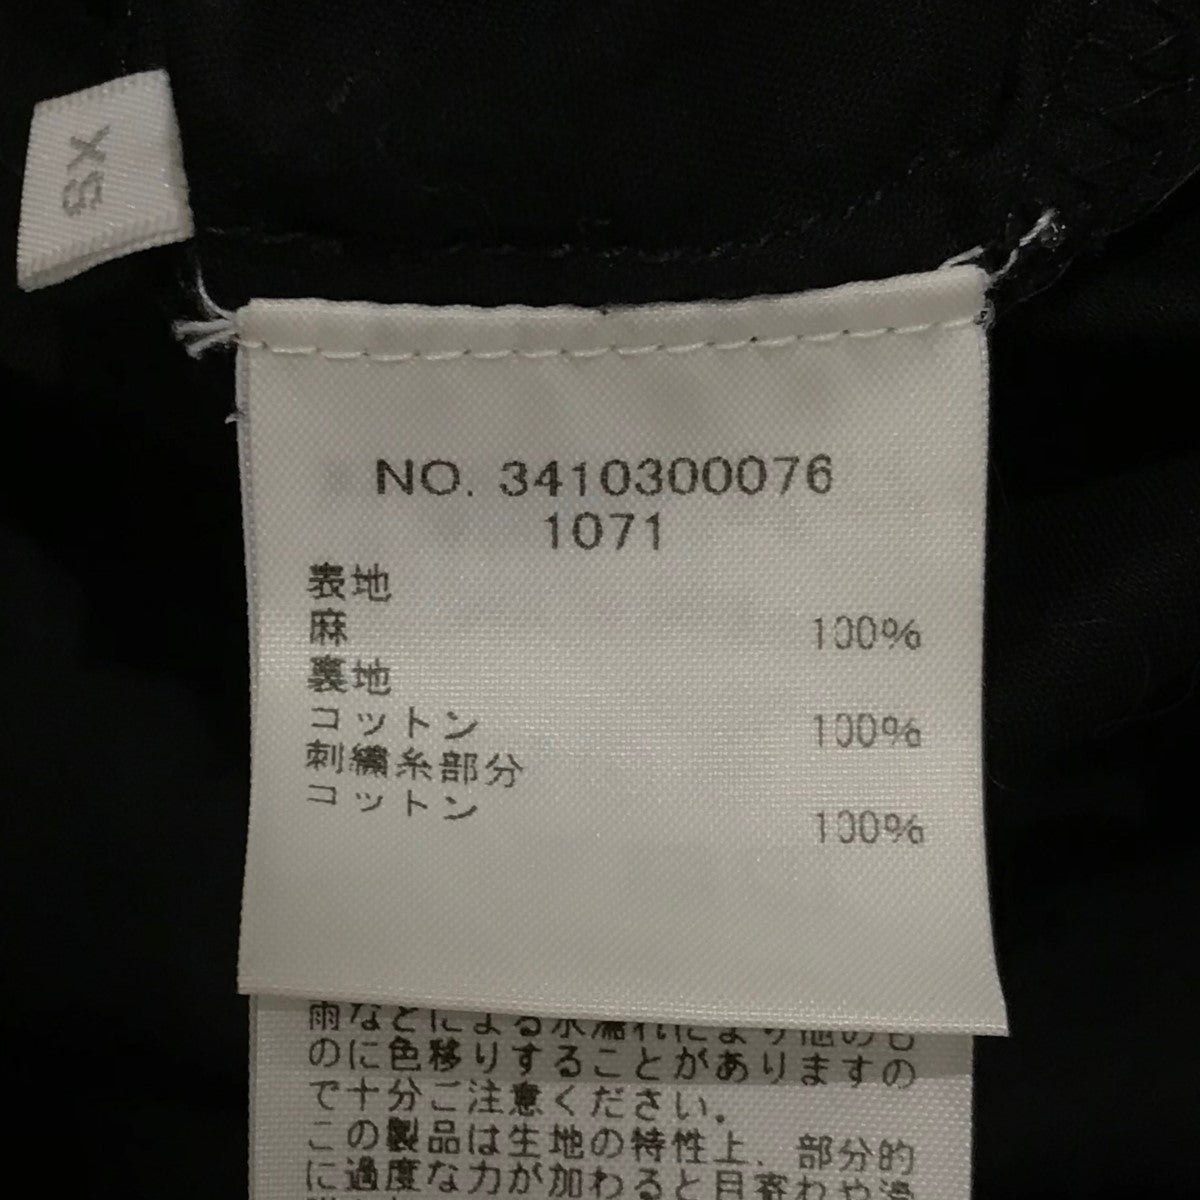 XS
NO. 3410300076
1071
表地
麻 100%
裏地
コットン 100%
刺繍糸部分
コットン 100%
雨などによる水濡れにより他のも
のに色移りすることがありますの
で十分ご注意ください。
この製品は生地の特性上、部分的
に過度な力が加わると目寄れや滑